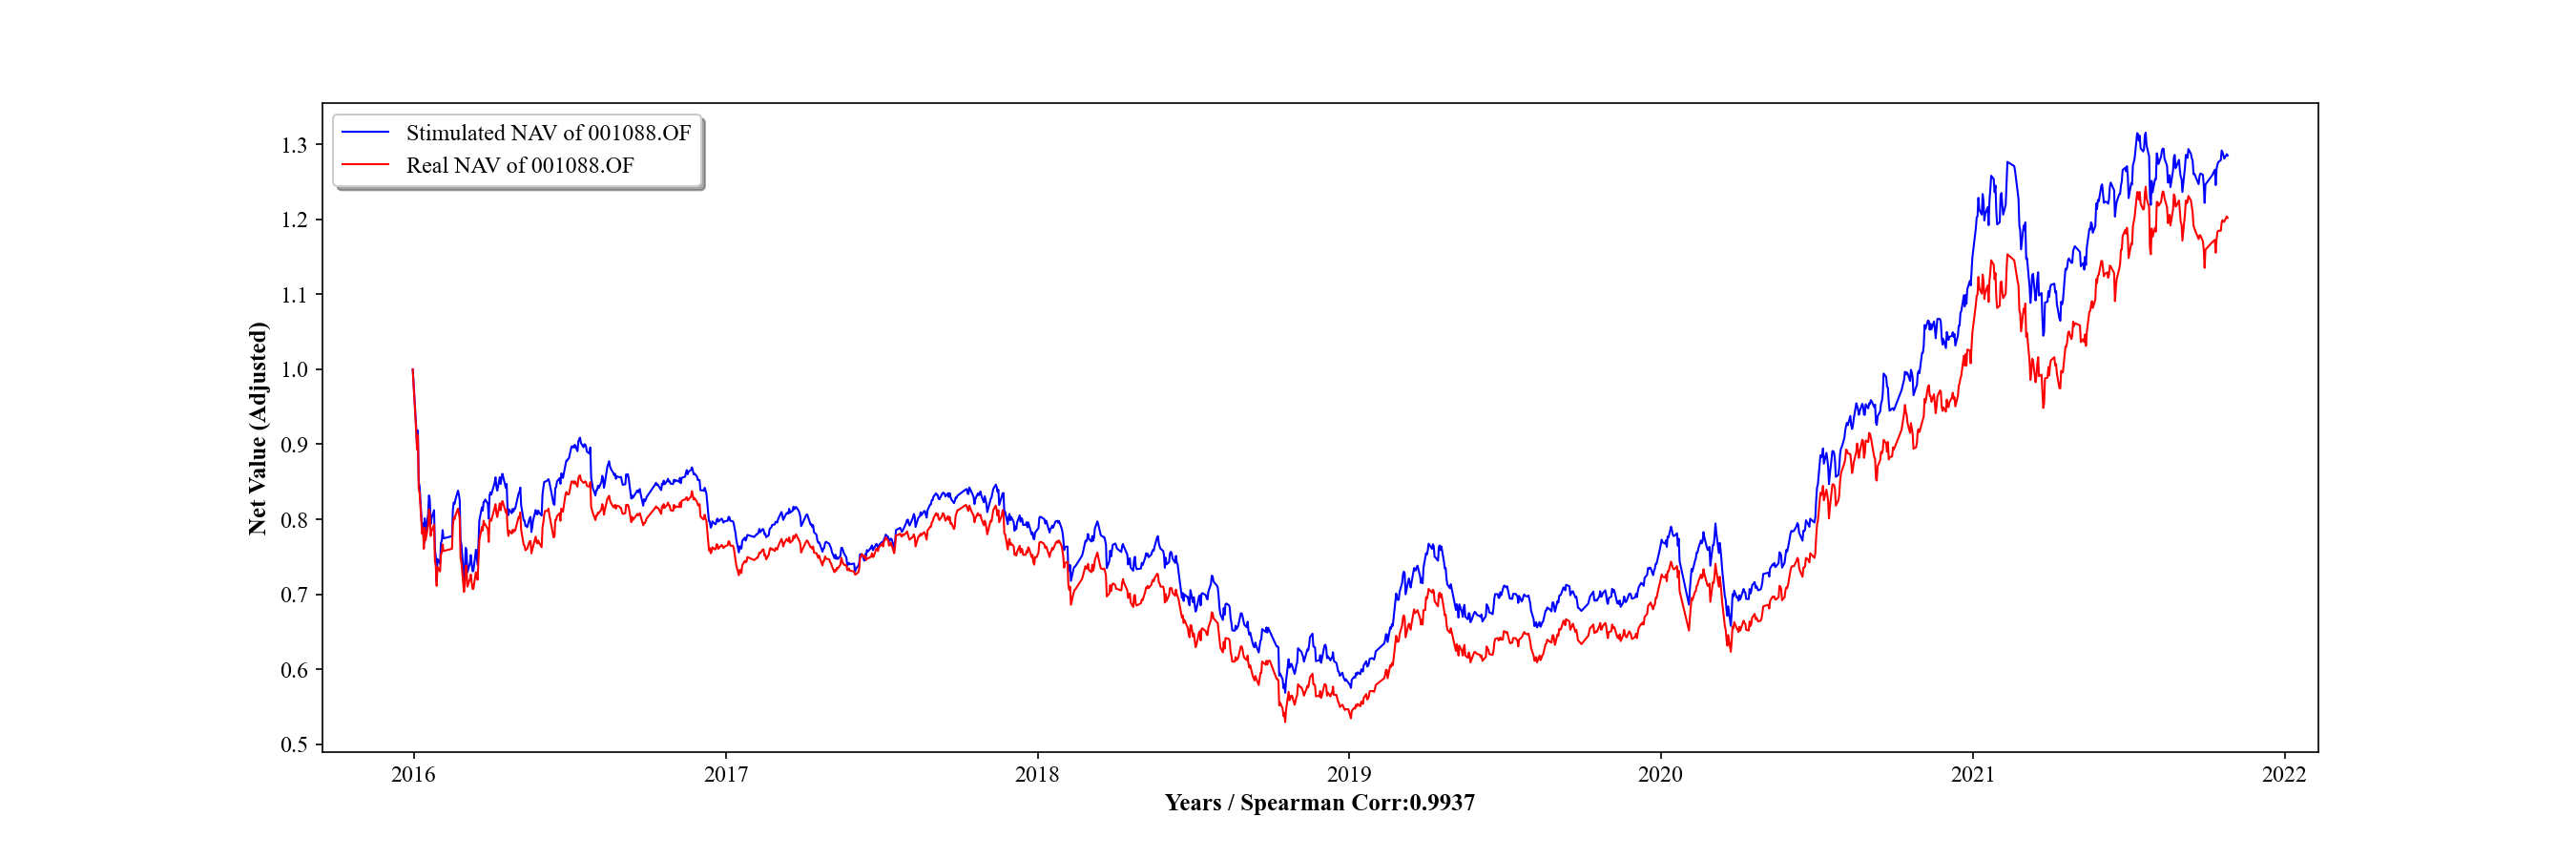 Stimulated NAV of 001088.OF
Real NAV of 001088.OF
1.3
1.2
1.1
1.0
0.9
0.8
0.7
0.6
0.5
Net Value (Adjusted)
2016 2017 2018 2019 2020 2021 2022
Years / Spearman Corr:0.9937